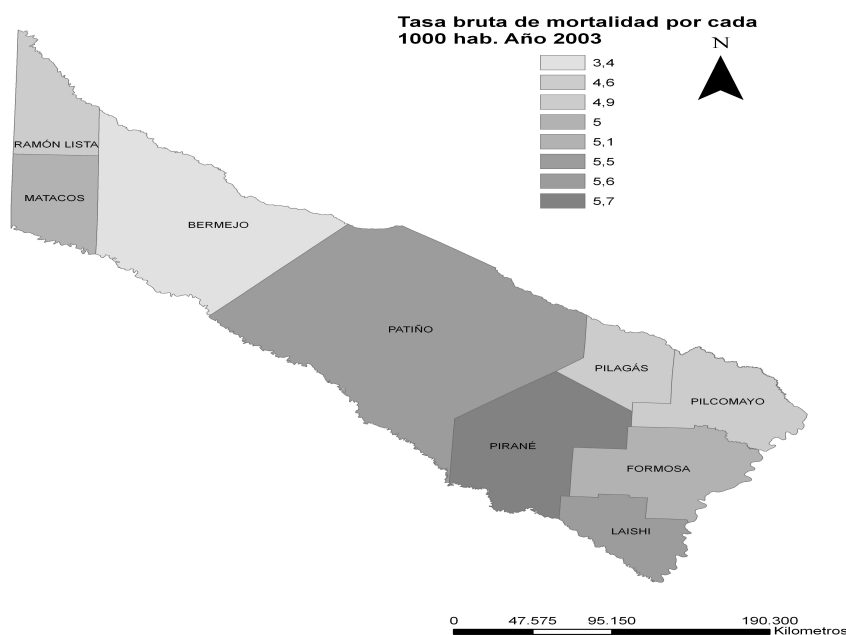 Tasa bruta de mortalidad por cada
1000 hab. Año 2003
N
3,4
4,6
4,9
5
5,1
5,5
5,6
5,7
RAMÓN LISTA
MATACOS
BERMEJO
PATIÑO
PILAGÁS
PILCOMAYO
PIRANÉ
FORMOSA
LAISHI
0 47.575 95.150 190.300
Kilometros